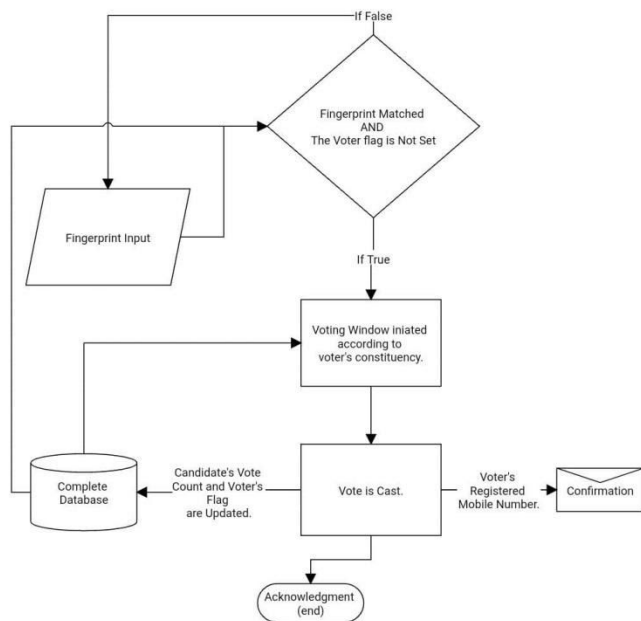 If False
Fingerprint Matched
AND
The Voter flag is Not Set
Fingerprint Input
If True
Voting Window iniated
according to
voter's constituency.
Complete
Database
Candidate's Vote
Count and Voter's
Flag
are Updated.
Vote is Cast.
Voter's
Registered
Mobile Number.
Confirmation
Acknowledgment
(end)